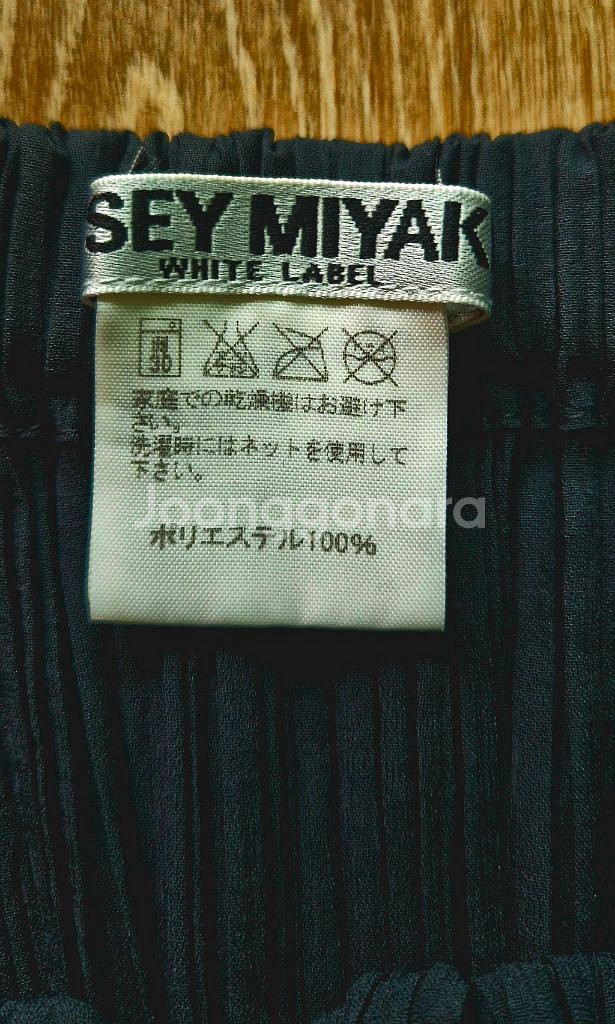 SEY MIYAK
WHITE LABEL
30
家庭での乾燥機はお避け下
さい。
洗濯時にはネットを使用して
下さい。
Joongoonara
ポリエステル100%